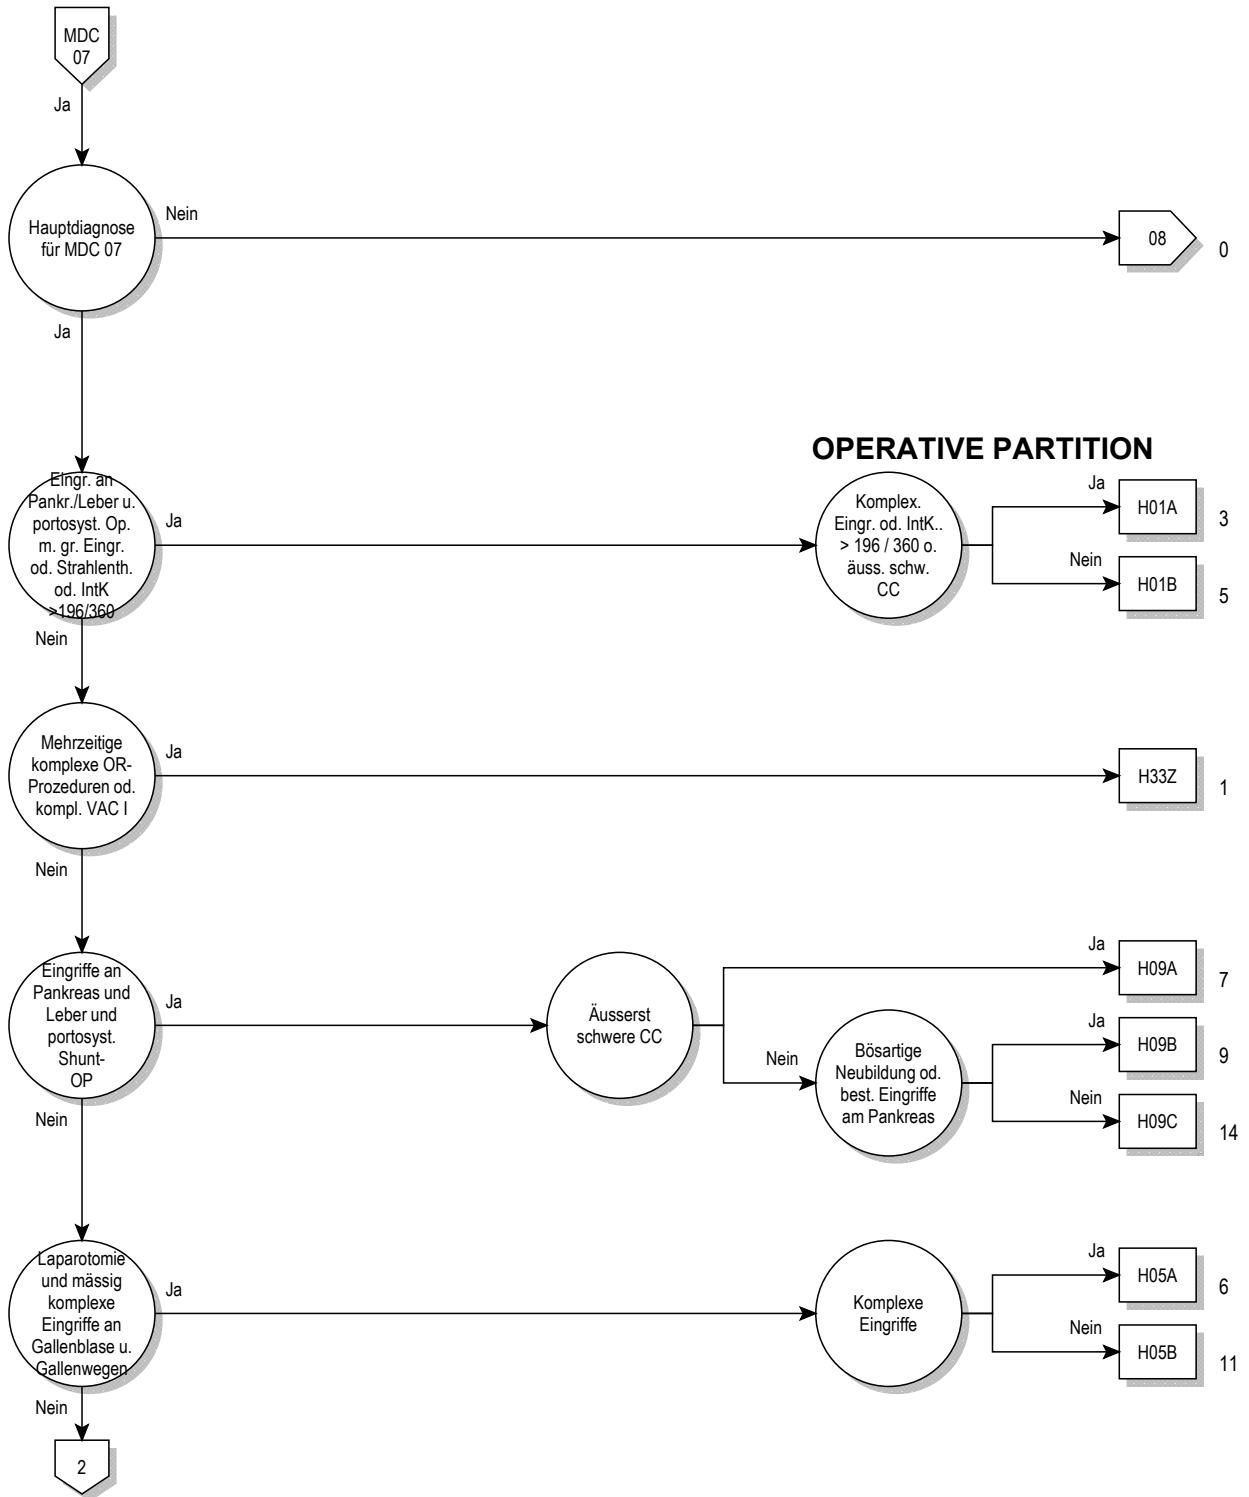 MDC
07
Ja
Hauptdiagnose
für MDC 07
Nein
08
0
Ja
OPERATIVE PARTITION
Eingr. an
Pankr./Leber u.
portosyst. Op.
m. gr. Eingr.
od. Strahlenth.
od. IntK
>196/360
Ja
Komplex.
Eingr. od. IntK..
> 196 / 360 o.
äuss. schw.
CC
Ja
H01A
3
Nein
H01B
5
Nein
Mehrzeitige
komplexe OR-
Prozeduren od.
kompl. VAC I
Ja
H33Z
1
Nein
Eingriffe an
Pankreas und
Leber und
portosyst.
Shunt-
OP
Ja
Äusserst
schwere CC
Ja
H09A
7
Nein
Bösartige
Neubildung od.
best. Eingriffe
am Pankreas
Ja
H09B
9
Nein
H09C
14
Nein
Laparotomie
und mässig
komplexe
Eingriffe an
Gallenblase u.
Gallenwegen
Ja
Komplexe
Eingriffe
Ja
H05A
6
Nein
H05B
11
Nein
2